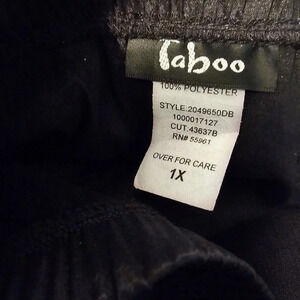 Taboo
100% POLYESTER
STYLE:2049650DB
1000017127
CUT.43637B
RN# 55961
OVER FOR CARE
1X